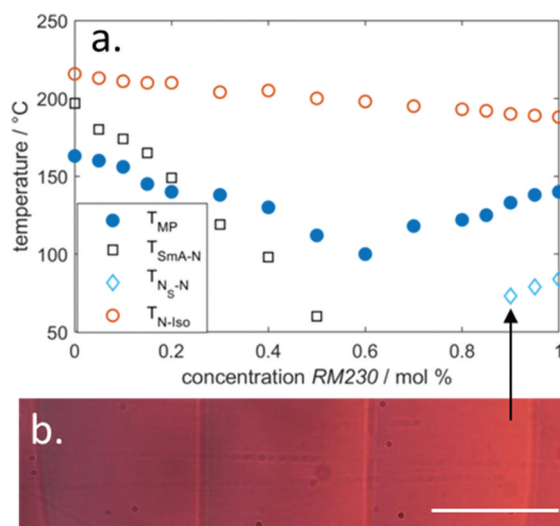 a.
250
200
150
100
50
temperature / °C
T_MP
T_SmA-N
T_N_S-N
T_N-Iso
0 0.2 0.4 0.6 0.8 1
concentration RM230 / mol %
b.